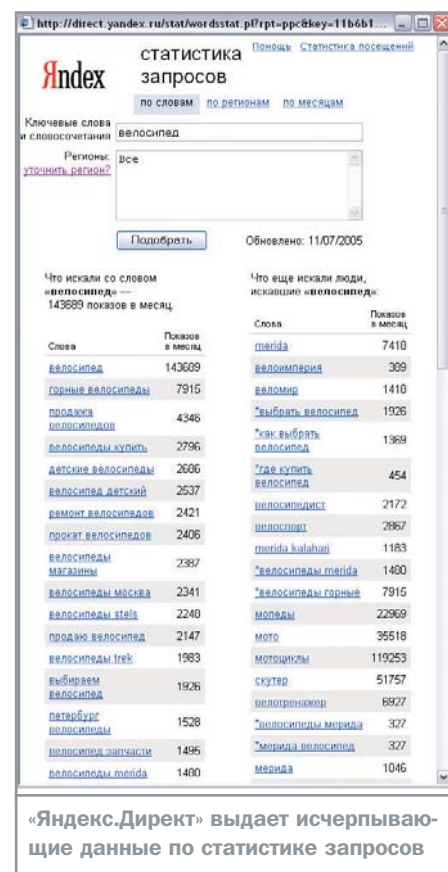 http://direct.yandex.ru/stat/wordsstat.pl?rpt=ppc&key=11b6b1...
Яndex
статистика
запросов
Помощь Статистика посещений
по словам по регионам по месяцам
Ключевые слова
и словосочетания
велосипед
Регионы:
уточнить регион?
Все
Подобрать
Обновлено: 11/07/2005
Что искали со словом
«велосипед» —
143689 показов в месяц.
Слова Показов
в месяц
велосипед 143689
горные велосипеды 7915
продажа
велосипедов 4346
велосипеды купить 2796
детские велосипеды 2686
велосипед детский 2537
ремонт велосипедов 2421
прокат велосипедов 2406
велосипеды
магазины 2387
велосипеды москва 2341
велосипеды stels 2248
продаю велосипед 2147
велосипеды trek 1983
выбираем
велосипед 1926
петербург
велосипеды 1528
велосипед запчасти 1495
велосипеды merida 1480
Что еще искали люди,
искавшие «велосипед»:
Слова Показов
в месяц
merida 7418
велоимперия 389
веломир 1418
*выбрать велосипед 1926
*как выбрать
велосипед 1369
*где купить
велосипед 454
велосипедист 2172
велоспорт 2867
merida kalahari 1183
*велосипеды merida 1480
*велосипеды горные 7915
мопеды 22969
мото 35518
мотоциклы 119253
скутер 51757
велотренажер 6927
*велосипеды мерида 327
*мерида велосипед 327
мерида 1046
«Яндекс.Директ» выдает исчерпываю-
щие данные по статистике запросов